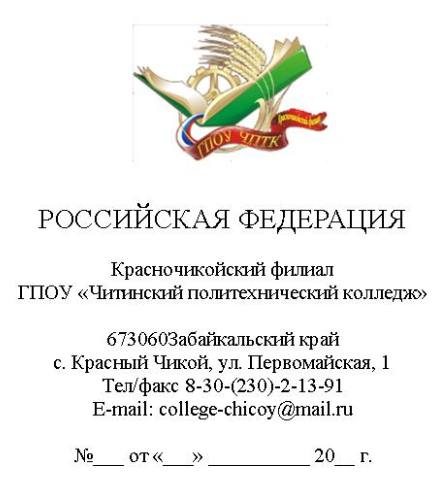 ГПОУ ЧПТК
РОССИЙСКАЯ ФЕДЕРАЦИЯ
Красночикойский филиал
ГПОУ «Читинский политехнический колледж»
673060Забайкальский край
с. Красный Чикой, ул. Первомайская, 1
Тел/факс 8-30-(230)-2-13-91
E-mail: college-chicoy@mail.ru
№___ от «___» __________ 20__ г.